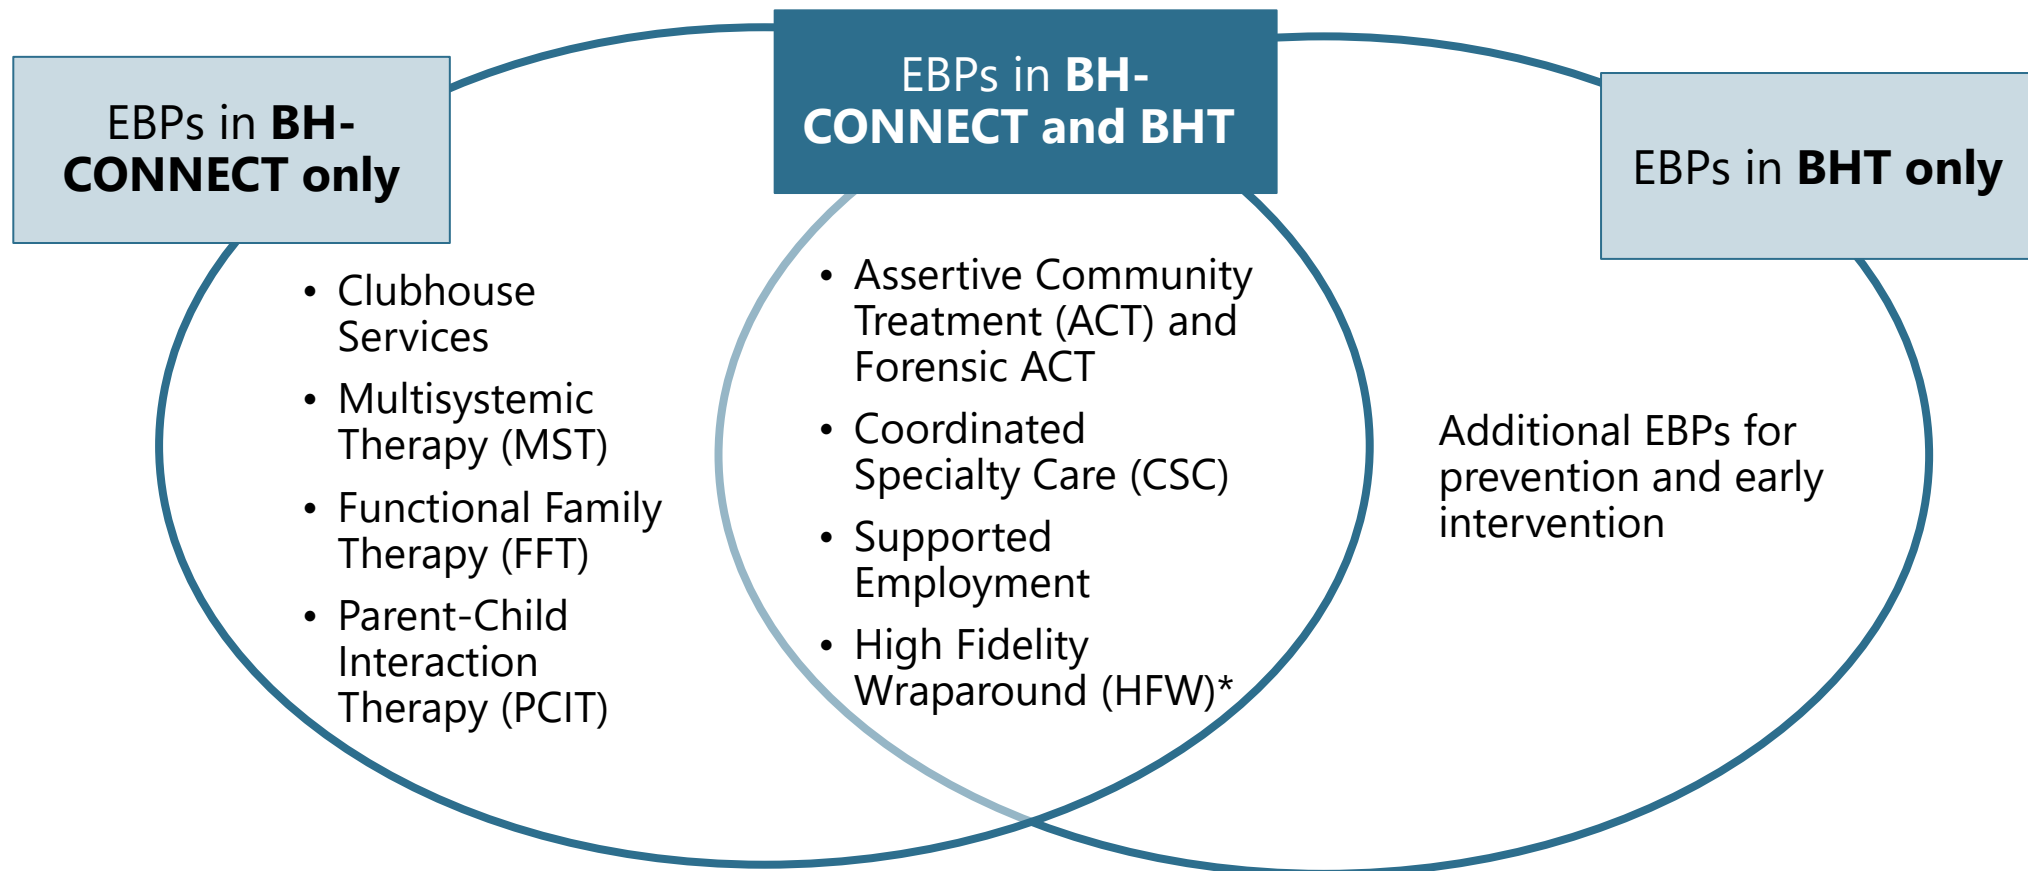 EBPs in BH-
CONNECT only
EBPs in BH-
CONNECT and BHT
EBPs in BHT only
• Clubhouse
Services
• Multisystemic
Therapy (MST)
• Functional Family
Therapy (FFT)
• Parent-Child
Interaction
Therapy (PCIT)
• Assertive Community
Treatment (ACT) and
Forensic ACT
• Coordinated
Specialty Care (CSC)
• Supported
Employment
• High Fidelity
Wraparound (HFW)*
Additional EBPs for
prevention and early
intervention